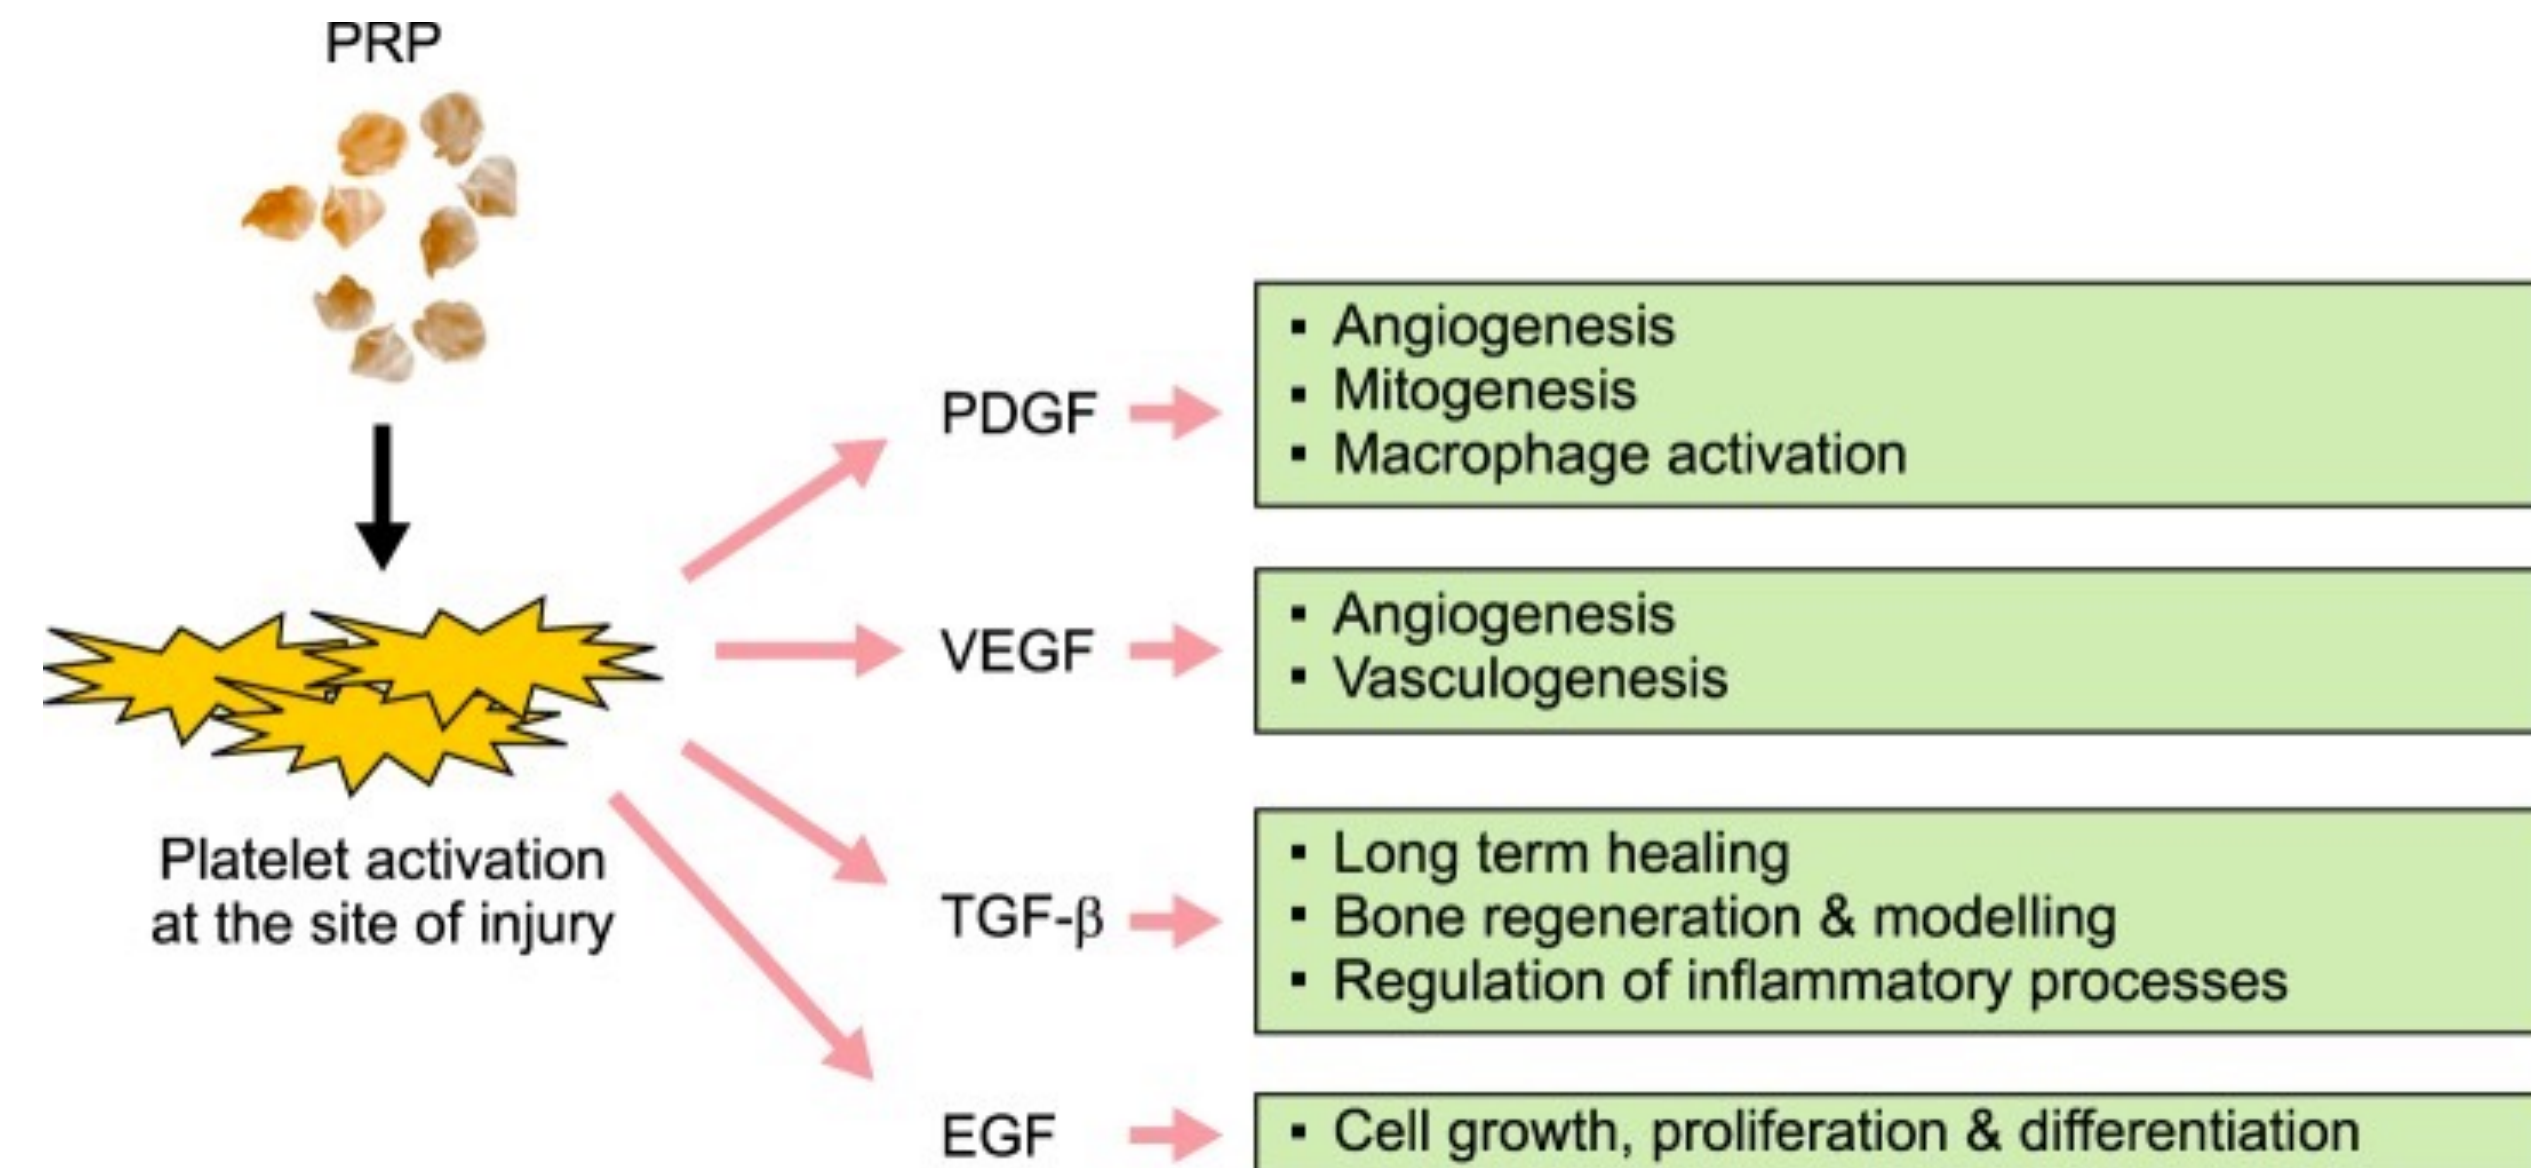 PRP
Platelet activation
at the site of injury
PDGF
▪ Angiogenesis
▪ Mitogenesis
▪ Macrophage activation
VEGF
▪ Angiogenesis
▪ Vasculogenesis
TGF-β
▪ Long term healing
▪ Bone regeneration & modelling
▪ Regulation of inflammatory processes
EGF
▪ Cell growth, proliferation & differentiation